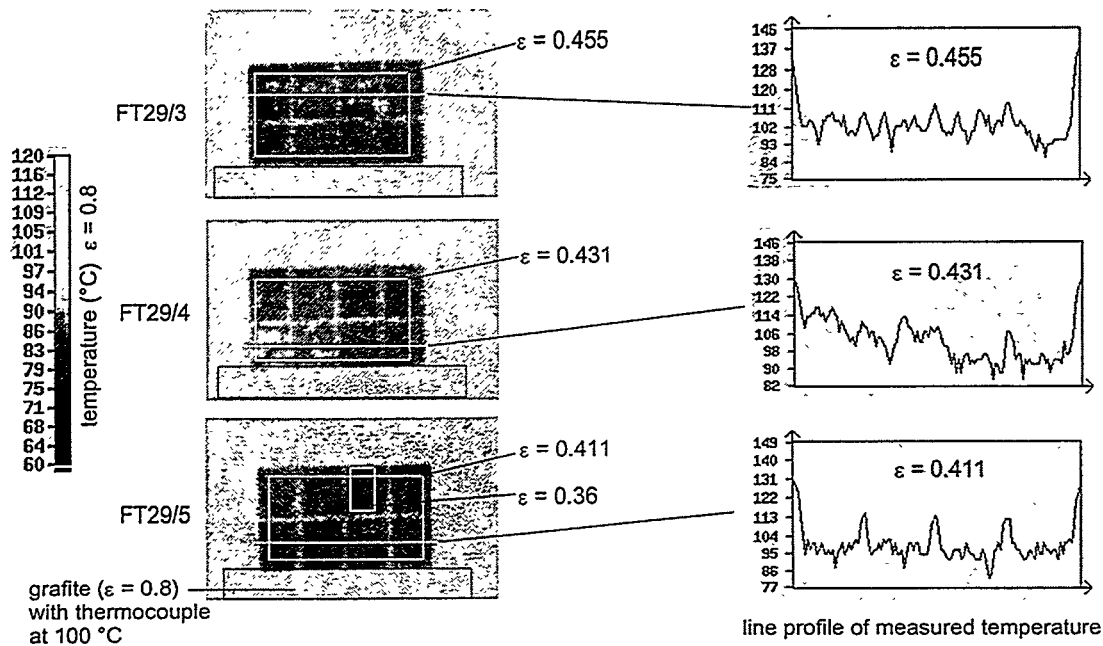 FT29/3
ε = 0.455
120
116
112
109
105
101
97
94
90
86
83
79
75
71
68
64
60
temperature (°C) ε = 0.8
FT29/4
ε = 0.431
FT29/5
ε = 0.411
ε = 0.36
grafite (ε = 0.8)
with thermocouple
at 100 °C
145
137
128
120
111
102
93
84
75
ε = 0.455
146
138
130
122
114
106
98
90
82
ε = 0.431
149
140
131
122
113
104
95
86
77
ε = 0.411
line profile of measured temperature